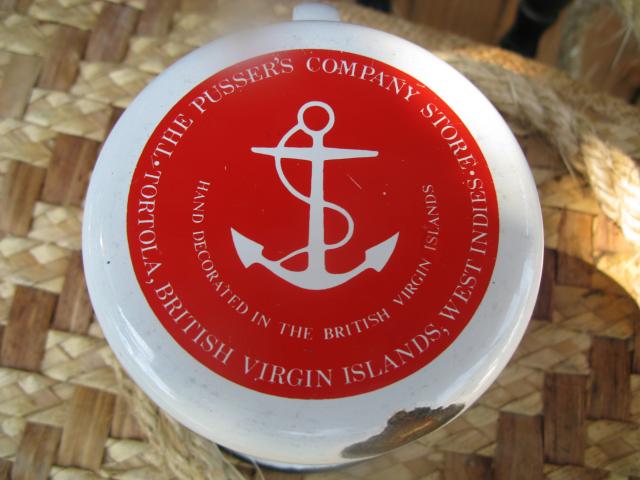 THE PUSSER'S COMPANY STORE •
TORTOLA, BRITISH VIRGIN ISLANDS, WEST INDIES •
HAND DECORATED IN THE BRITISH VIRGIN ISLANDS